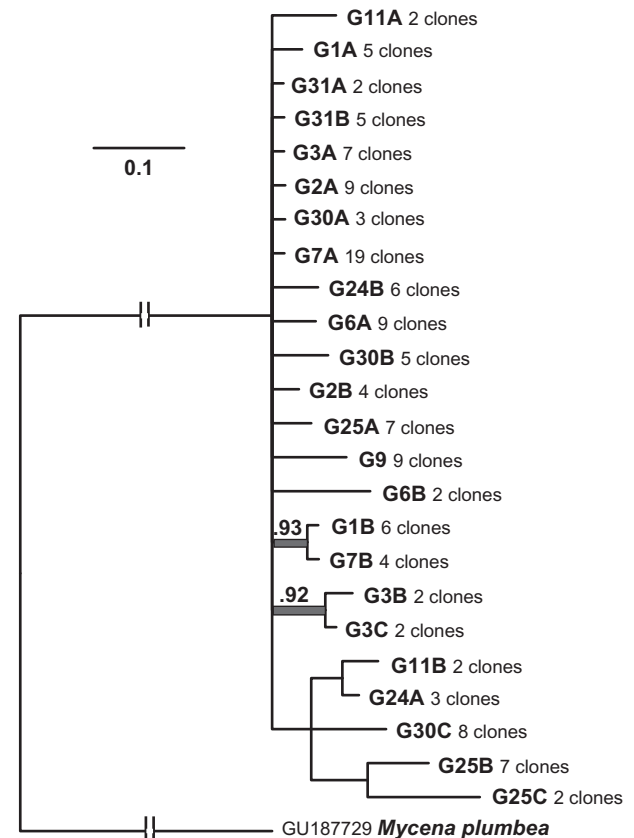 G11A 2 clones
G1A 5 clones
G31A 2 clones
G31B 5 clones
G3A 7 clones
0.1
G2A 9 clones
G30A 3 clones
G7A 19 clones
G24B 6 clones
G6A 9 clones
G30B 5 clones
G2B 4 clones
G25A 7 clones
G9 9 clones
G6B 2 clones
.93
G1B 6 clones
G7B 4 clones
.92
G3B 2 clones
G3C 2 clones
G11B 2 clones
G24A 3 clones
G30C 8 clones
G25B 7 clones
G25C 2 clones
GU187729 Mycena plumbea